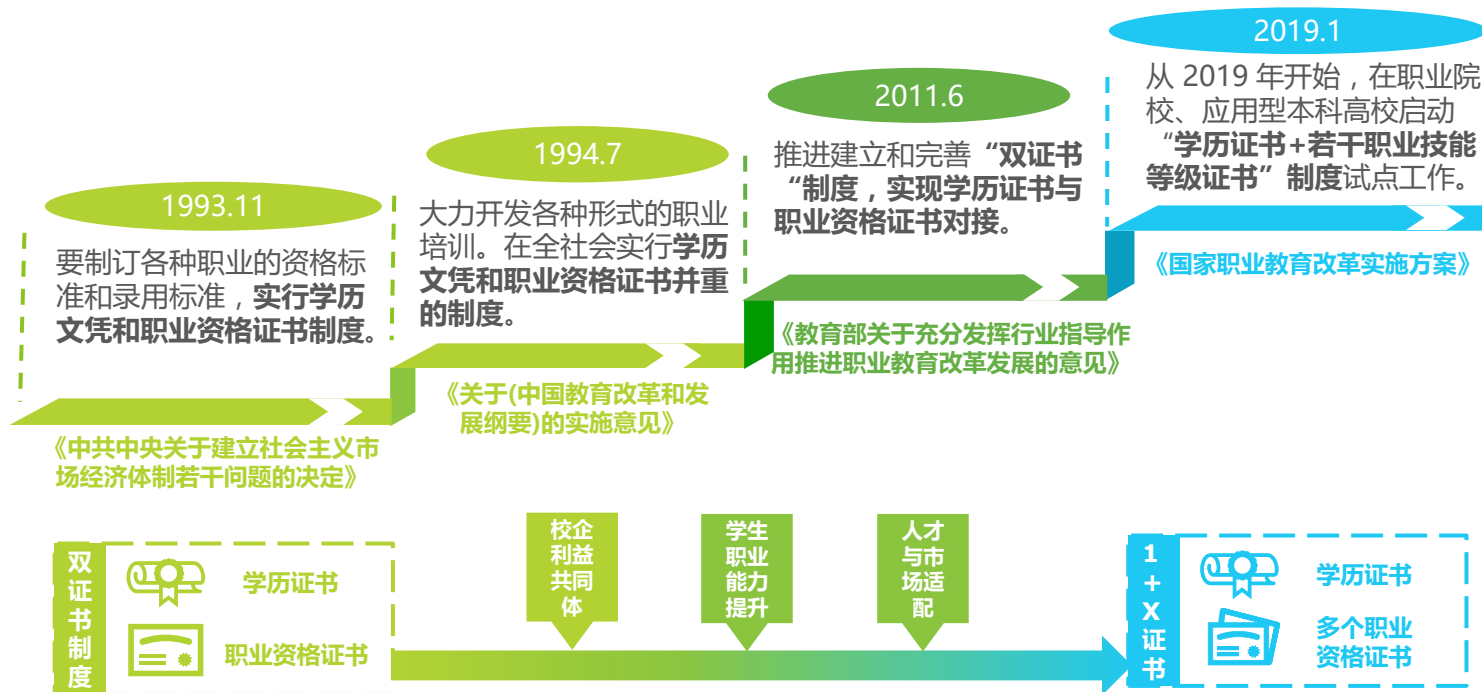 1993.11
要制订各种职业的资格标
准和录用标准，实行学历
文凭和职业资格证书制度。
《中共中央关于建立社会主义市
场经济体制若干问题的决定》
1994.7
大力开发各种形式的职业
培训。在全社会实行学历
文凭和职业资格证书并重
的制度。
《关于(中国教育改革和发
展纲要)的实施意见》
2011.6
推进建立和完善“双证书
“制度，实现学历证书与
职业资格证书对接。
《教育部关于充分发挥行业指导作
用推进职业教育改革发展的意见》
2019.1
从 2019 年开始，在职业院
校、应用型本科高校启动
“学历证书+若干职业技能
等级证书”制度试点工作。
《国家职业教育改革实施方案》
双
证
书
制
度
学历证书
职业资格证书
校企
利益
共同
体
学生
职业
能力
提升
人才
与市
场适
配
1
+
X
证
书
学历证书
多个职业
资格证书